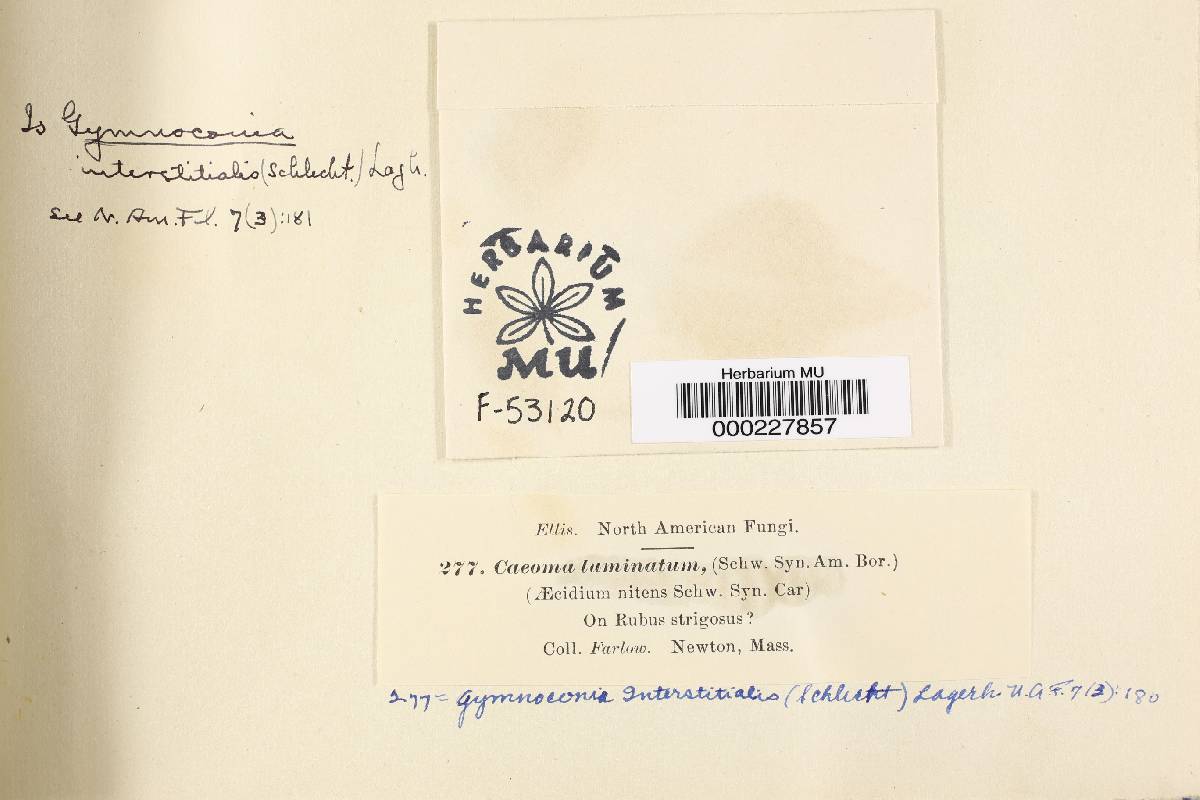 Is Gymnoconia
interstitialis (Schlecht.) Lagh.
see N. Am. Fl. 7(3):181
HERBARIUM
MU
F-53120
Herbarium MU
000227857
Ellis. North American Fungi.
277. Caeoma luminatum, (Schw. Syn. Am. Bor.)
(Æcidium nitens Schw. Syn. Car)
On Rubus strigosus?
Coll. Farlow. Newton, Mass.
277 = Gymnoconia Interstitialis (Schlecht) Lagerh. N.A.F. 7(3):180